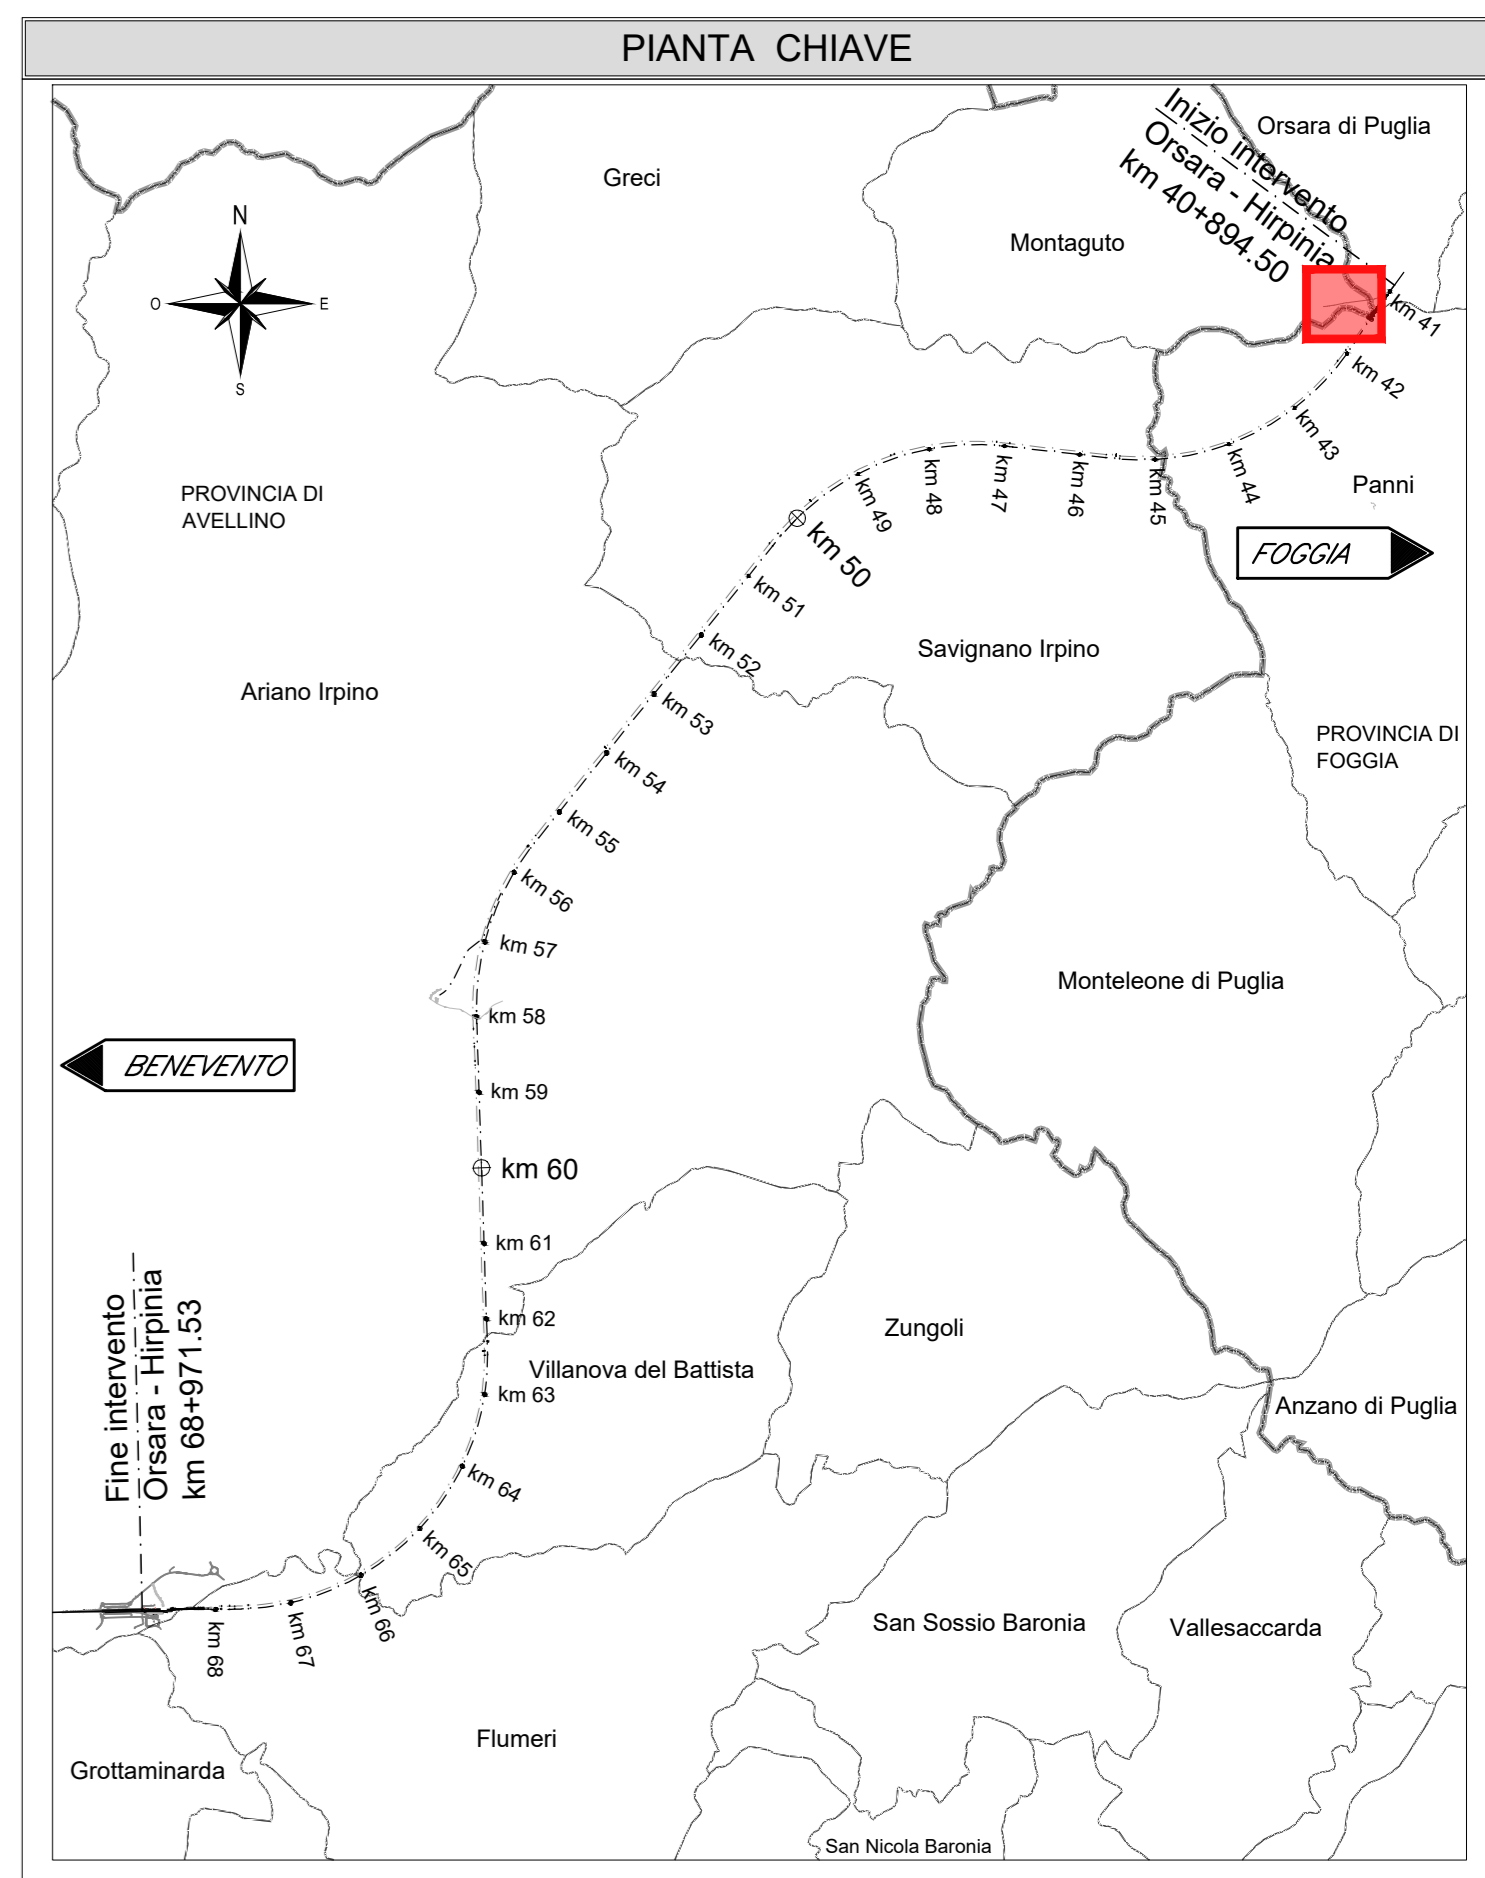 PIANTA CHIAVE
Inizio intervento
Orsara - Hirpinia
km 40+894.50
Orsara di Puglia
Greci
Montaguto
N
O
E
S
km 41
km 42
km 43
km 44
km 45
km 46
km 47
km 48
km 49
km 50
Panni
PROVINCIA DI
AVELLINO
FOGGIA
km 51
km 52
km 53
Savignano Irpino
Ariano Irpino
PROVINCIA DI
FOGGIA
km 54
km 55
km 56
km 57
km 58
Monteleone di Puglia
BENEVENTO
km 59
km 60
km 61
km 62
km 63
Fine intervento
Orsara - Hirpinia
km 68+971.53
Villanova del Battista
Zungoli
Anzano di Puglia
km 64
km 65
km 66
km 67
km 68
San Sossio Baronia
Vallesaccarda
Flumeri
Grottaminarda
San Nicola Baronia